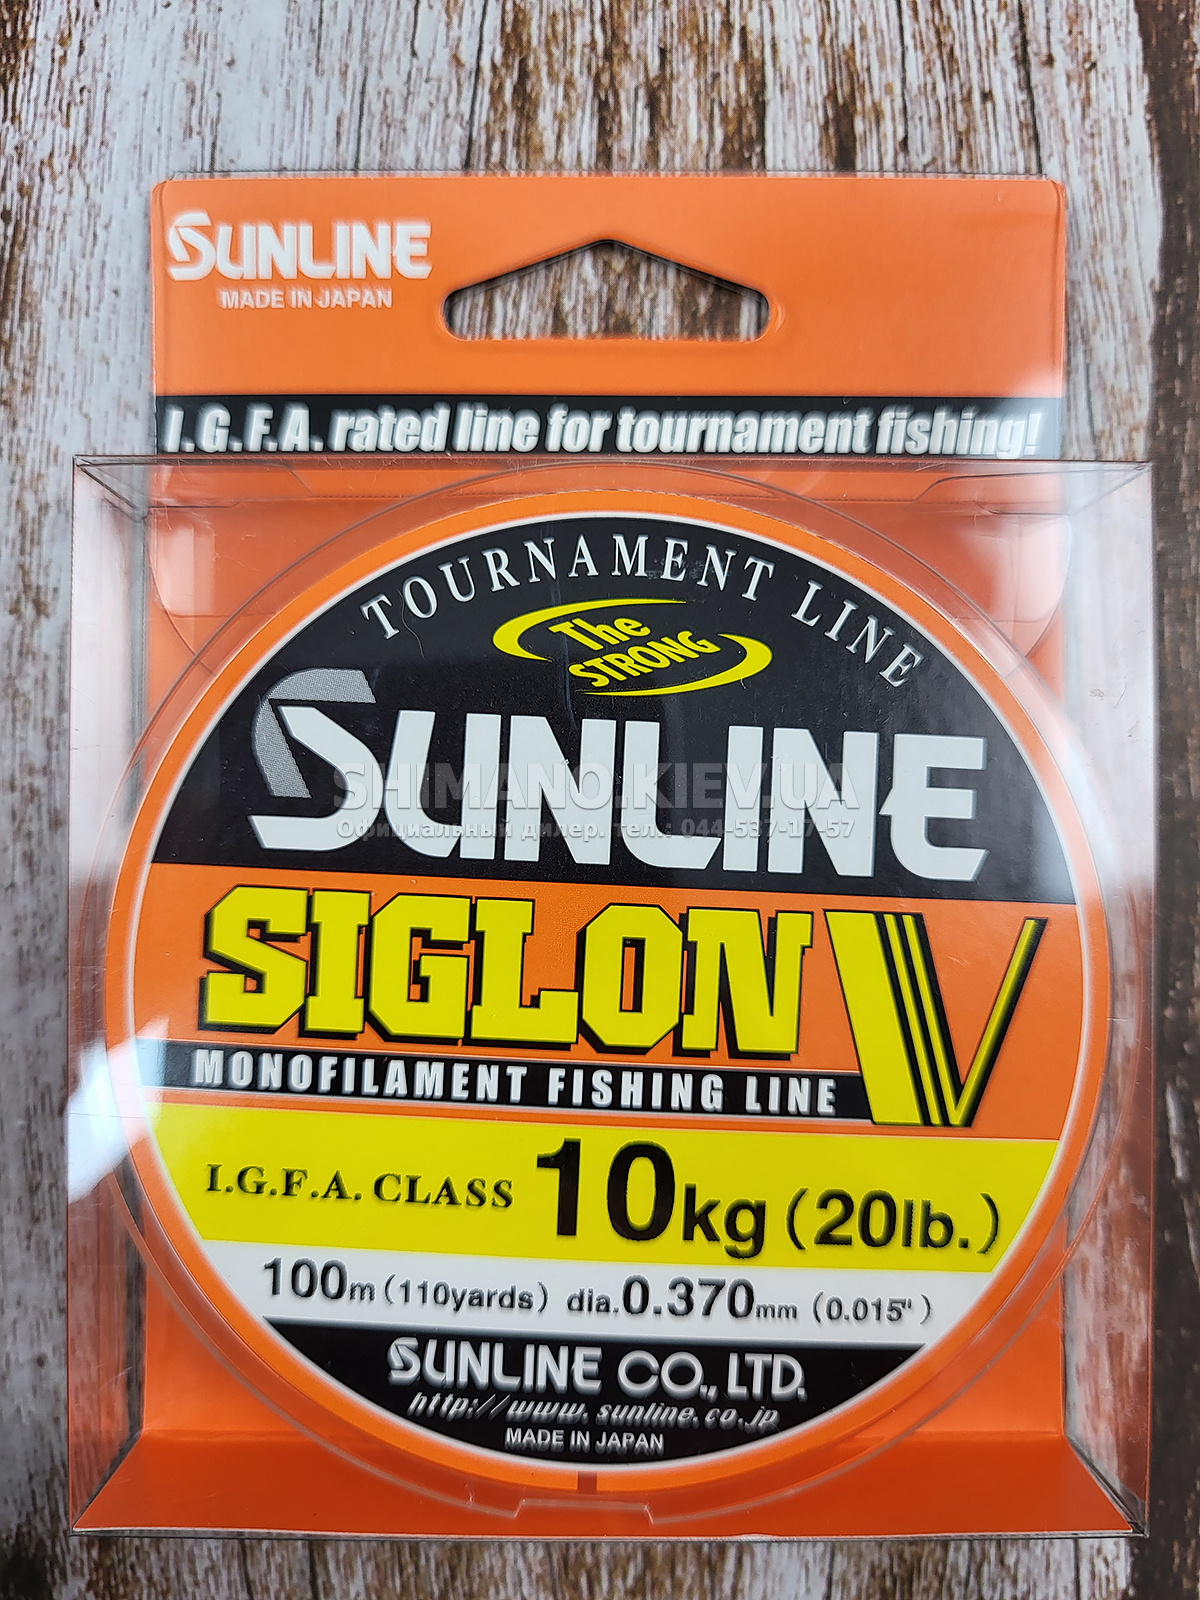 SUNLINE
MADE IN JAPAN
I.G.F.A. rated line for tournament fishing!
TOURNAMENT LINE
The
STRONG
SUNLINE
SHIMANO.KIEV.UA
Официальный дилер. тел.: 044-537-17-57
SIGLON V
MONOFILAMENT FISHING LINE
I.G.F.A. CLASS 10kg (20lb.)
100m (110yards) dia.0.370mm (0.015")
SUNLINE CO., LTD.
http://www.sunline.co.jp
MADE IN JAPAN